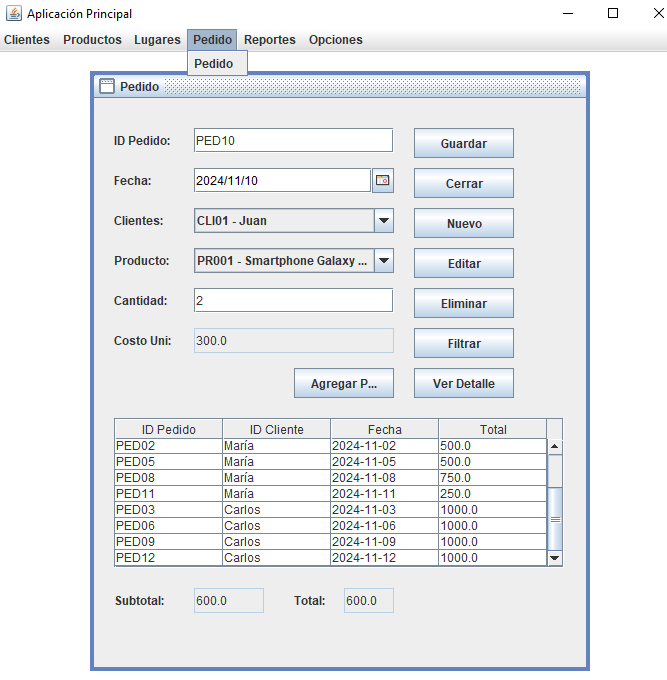 Aplicación Principal
Clientes Productos Lugares Pedido Reportes Opciones
Pedido
Pedido
ID Pedido: PED10 Guardar
Fecha: 2024/11/10 Cerrar
Clientes: CLI01 - Juan Nuevo
Producto: PR001 - Smartphone Galaxy ... Editar
Cantidad: 2 Eliminar
Costo Uni: 300.0 Filtrar
Agregar P... Ver Detalle
ID Pedido ID Cliente Fecha Total
PED02 María 2024-11-02 500.0
PED05 María 2024-11-05 500.0
PED08 María 2024-11-08 750.0
PED11 María 2024-11-11 250.0
PED03 Carlos 2024-11-03 1000.0
PED06 Carlos 2024-11-06 1000.0
PED09 Carlos 2024-11-09 1000.0
PED12 Carlos 2024-11-12 1000.0
Subtotal: 600.0 Total: 600.0